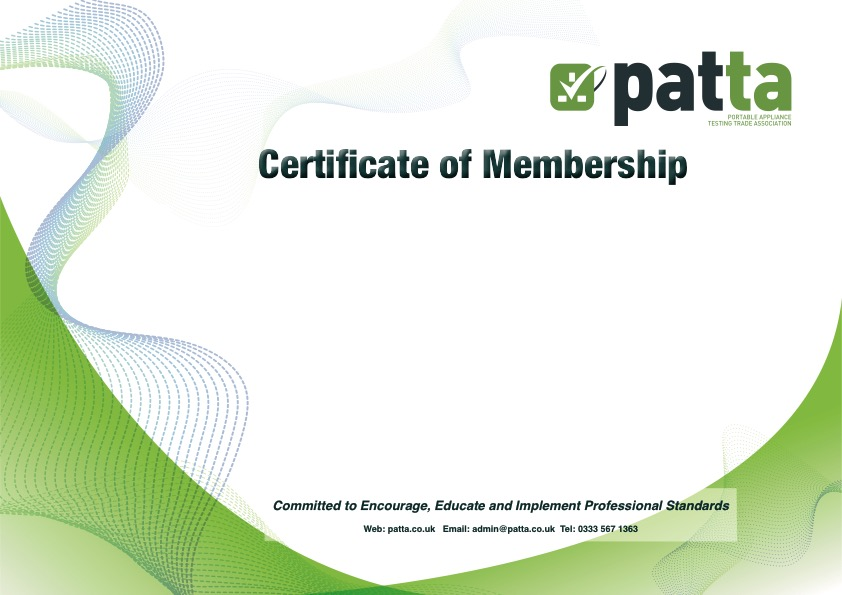 patta
PORTABLE APPLIANCE
TESTING TRADE ASSOCIATION
Certificate of Membership
Committed to Encourage, Educate and Implement Professional Standards
Web: patta.co.uk Email: admin@patta.co.uk Tel: 0333 567 1363